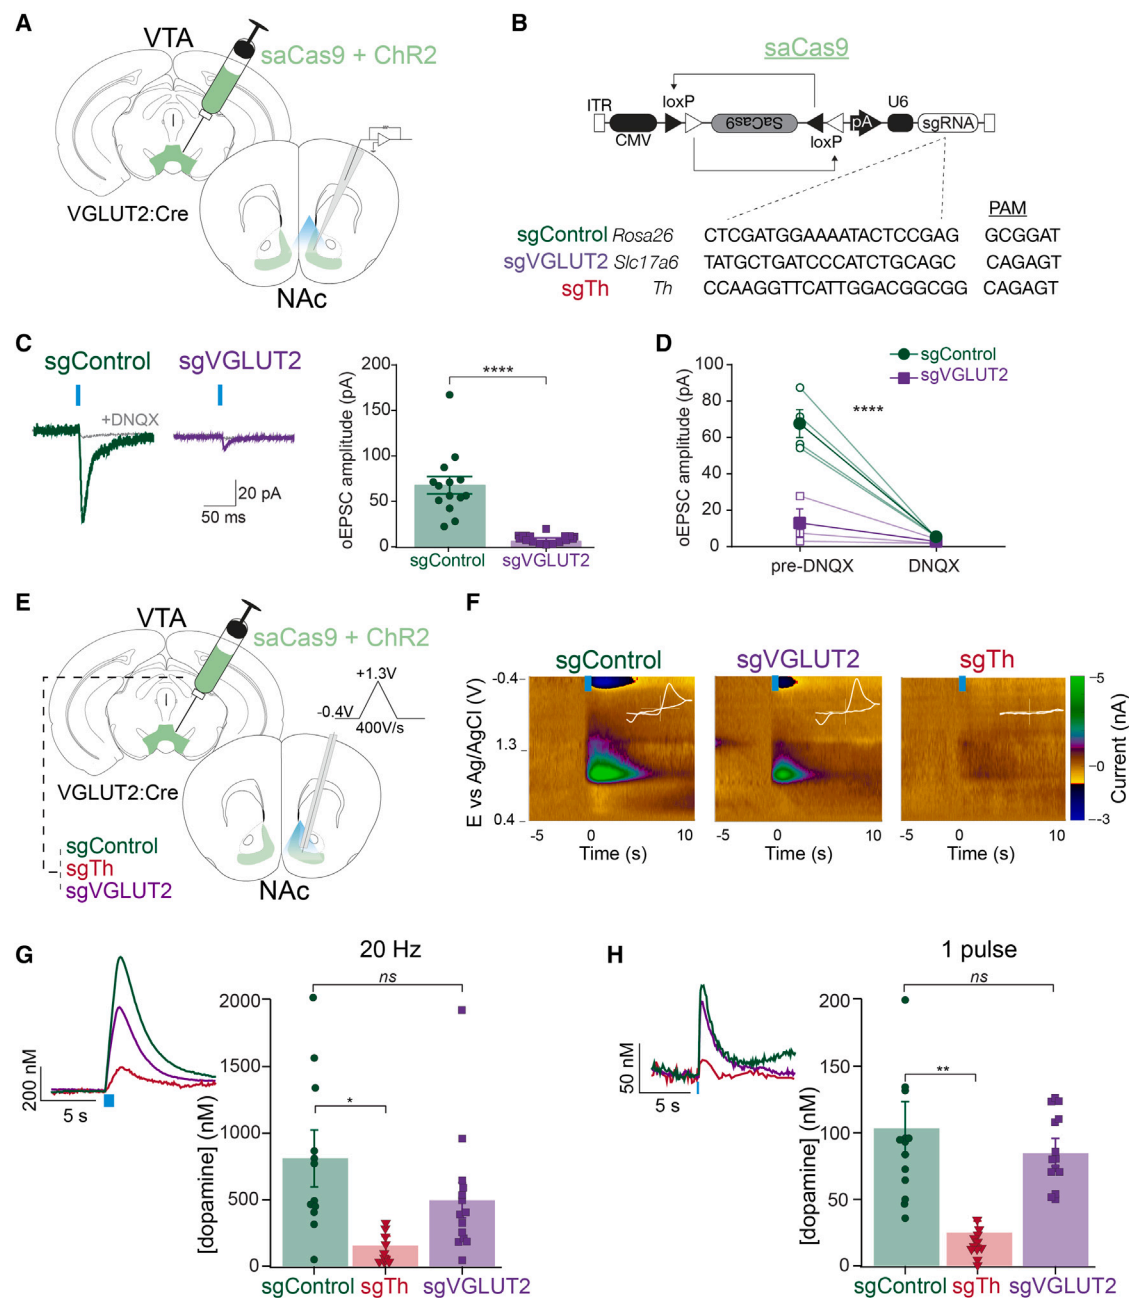 A
VTA
saCas9 + ChR2
VGLUT2:Cre
NAc
B
saCas9
ITR
loxP
U6
CMV
SaCas9
loxP
pA
sgRNA
PAM
sgControl Rosa26 CTCGATGGAAAATACTCCGAG GCGGAT
sgVGLUT2 Slc17a6 TATGCTGATCCCATCTGCAGC CAGAGT
sgTh Th CCAAGGTTCATTGGACGGCGG CAGAGT
C
sgControl
sgVGLUT2
+DNQX
20 pA
50 ms
oEPSC amplitude (pA)
200
150
100
50
0
****
sgControl
sgVGLUT2
D
sgControl
sgVGLUT2
****
oEPSC amplitude (pA)
100
80
60
40
20
0
pre-DNQX
DNQX
E
VTA
saCas9 + ChR2
+1.3V
-0.4V
400V/s
VGLUT2:Cre
sgControl
sgTh
sgVGLUT2
NAc
F
sgControl
sgVGLUT2
sgTh
E vs Ag/AgCl (V)
-0.4
1.3
0.4
-5 0 10
-5 0 10
-5 0 10
Time (s)
Time (s)
Time (s)
Current (nA)
-5
-0
--3
G
20 Hz
200 nM
5 s
[dopamine] (nM)
2000
1500
1000
500
0
ns
*
sgControl
sgTh
sgVGLUT2
H
1 pulse
50 nM
5 s
[dopamine] (nM)
200
150
100
50
0
ns
**
sgControl
sgTh
sgVGLUT2